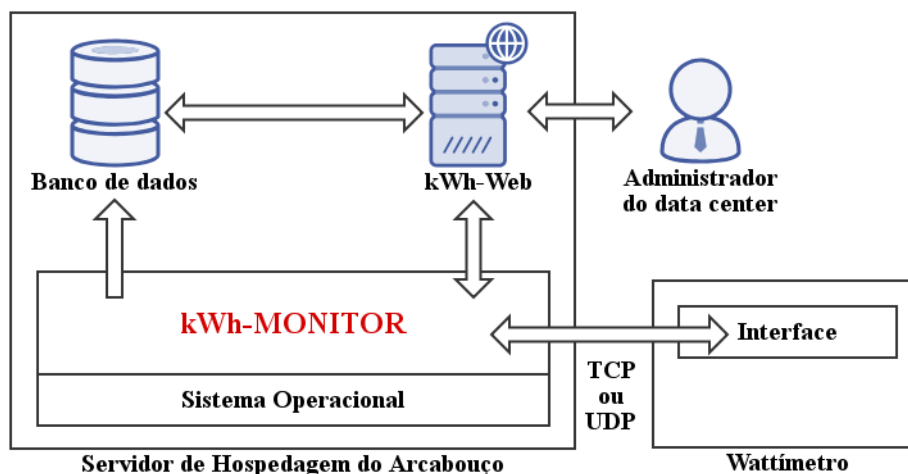 Banco de dados
kWh-Web
Administrador
do data center
kWh-MONITOR
Sistema Operacional
TCP
ou
UDP
Interface
Servidor de Hospedagem do Arcabouço
Wattímetro